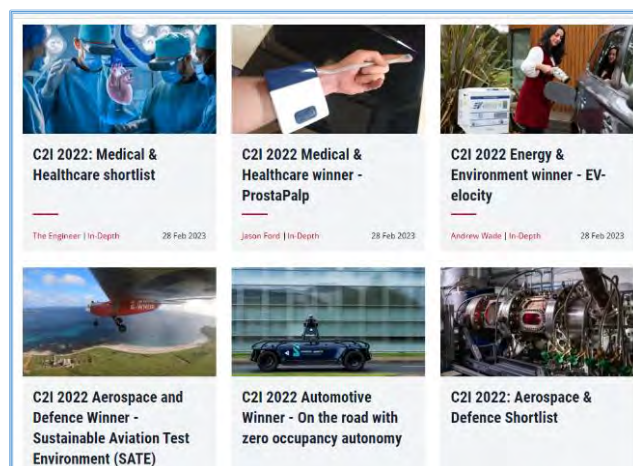 C2I 2022: Medical &
Healthcare shortlist
The Engineer | In-Depth
28 Feb 2023
C2I 2022 Medical &
Healthcare winner -
ProstaPalp
Jason Ford | In-Depth
28 Feb 2023
C2I 2022 Energy &
Environment winner - EV-
elocity
Andrew Wade | In-Depth
28 Feb 2023
C2I 2022 Aerospace and
Defence Winner -
Sustainable Aviation Test
Environment (SATE)
C2I 2022 Automotive
Winner - On the road with
zero occupancy autonomy
C2I 2022: Aerospace &
Defence Shortlist